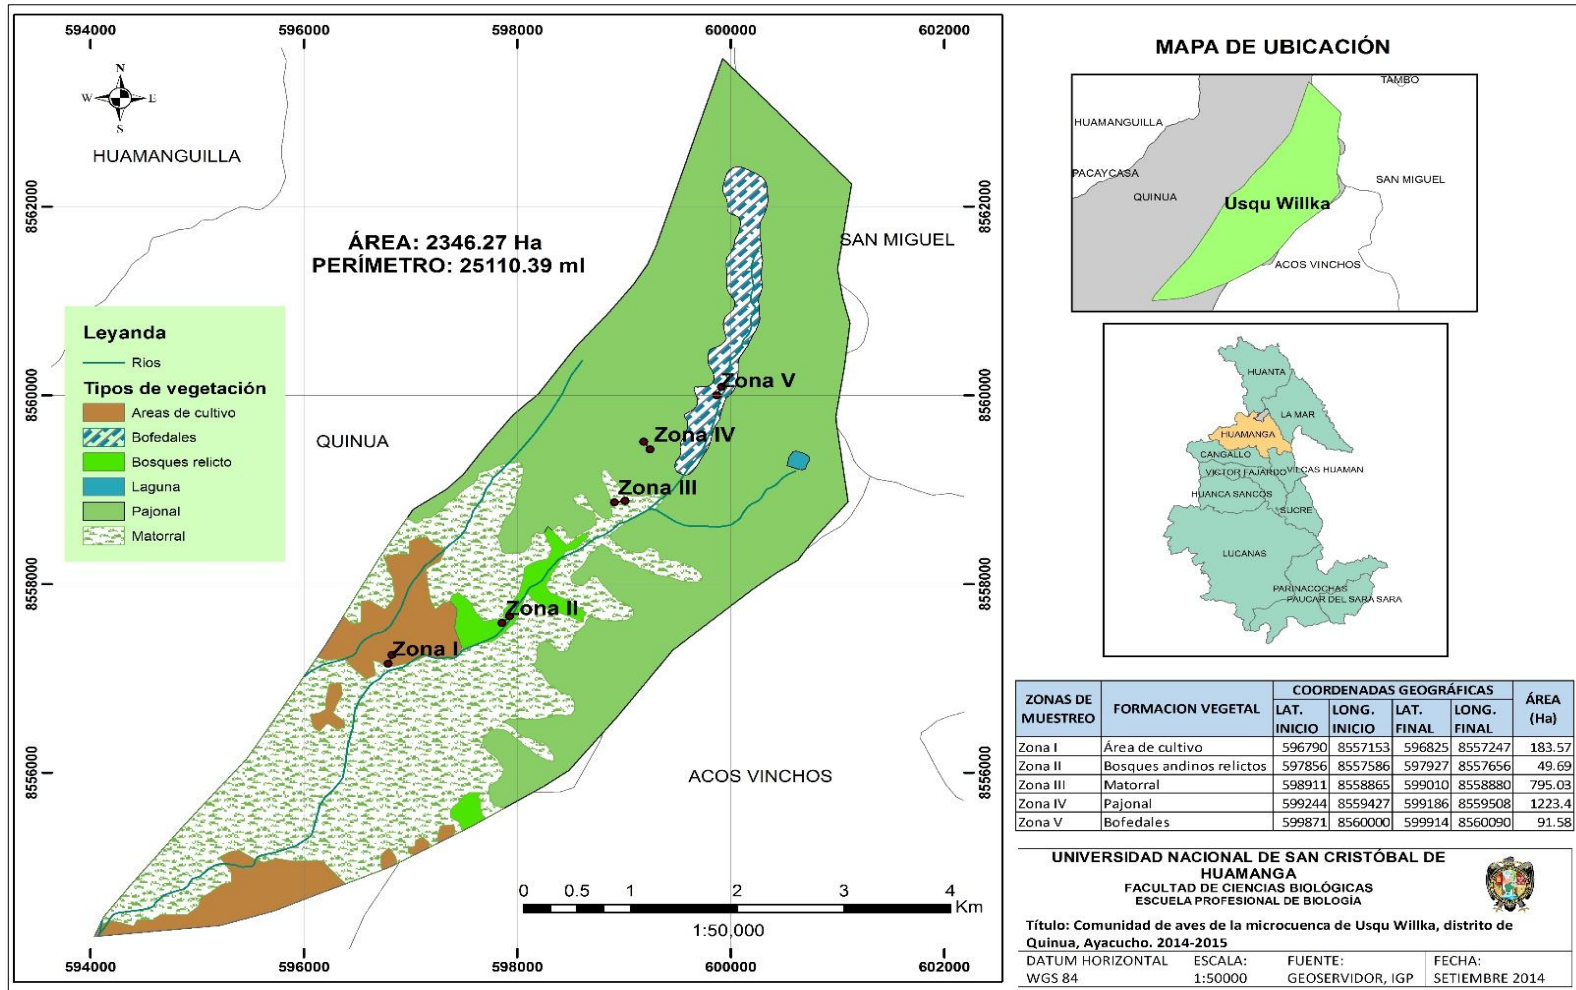 594000 596000 598000 600000 602000
N
W E
S
HUAMANGUILLA
8562000 8562000
ÁREA: 2346.27 Ha
PERÍMETRO: 25110.39 ml
SAN MIGUEL
Leyanda
Rios
Tipos de vegetación
Areas de cultivo
Bofedales
Bosques relicto
Laguna
Pajonal
Matorral
8560000 8560000
QUINUA
Zona V
Zona IV
Zona III
Zona II
Zona I
8558000 8558000
8556000 8556000
ACOS VINCHOS
0 0.5 1 2 3 4
Km
1:50,000
594000 596000 598000 600000 602000
MAPA DE UBICACIÓN
TAMBO
HUAMANGUILLA
PACAYCASA
QUINUA
SAN MIGUEL
Usqu Willka
ACOS VINCHOS
HUANTA
LA MAR
HUAMANGA
CANGALLO
VICTOR FAJARDO
VILCAS HUAMAN
HUANCA SANCOS
SUCRE
LUCANAS
PARINACOCHAS
PAUCAR DEL SARA SARA
ZONAS DE MUESTREO FORMACION VEGETAL COORDENADAS GEOGRÁFICAS ÁREA (Ha)
LAT. INICIO LONG. INICIO LAT. FINAL LONG. FINAL
Zona I Área de cultivo 596790 8557153 596825 8557247 183.57
Zona II Bosques andinos relictos 597856 8557586 597927 8557656 49.69
Zona III Matorral 598911 8558865 599010 8558880 795.03
Zona IV Pajonal 599244 8559427 599186 8559508 1223.4
Zona V Bofedales 599871 8560000 599914 8560090 91.58
UNIVERSIDAD NACIONAL DE SAN CRISTÓBAL DE
HUAMANGA
FACULTAD DE CIENCIAS BIOLÓGICAS
ESCUELA PROFESIONAL DE BIOLOGÍA
Título: Comunidad de aves de la microcuenca de Usqu Willka, distrito de
Quinua, Ayacucho. 2014-2015
DATUM HORIZONTAL ESCALA: FUENTE: FECHA:
WGS 84 1:50000 GEOSERVIDOR, IGP SETIEMBRE 2014